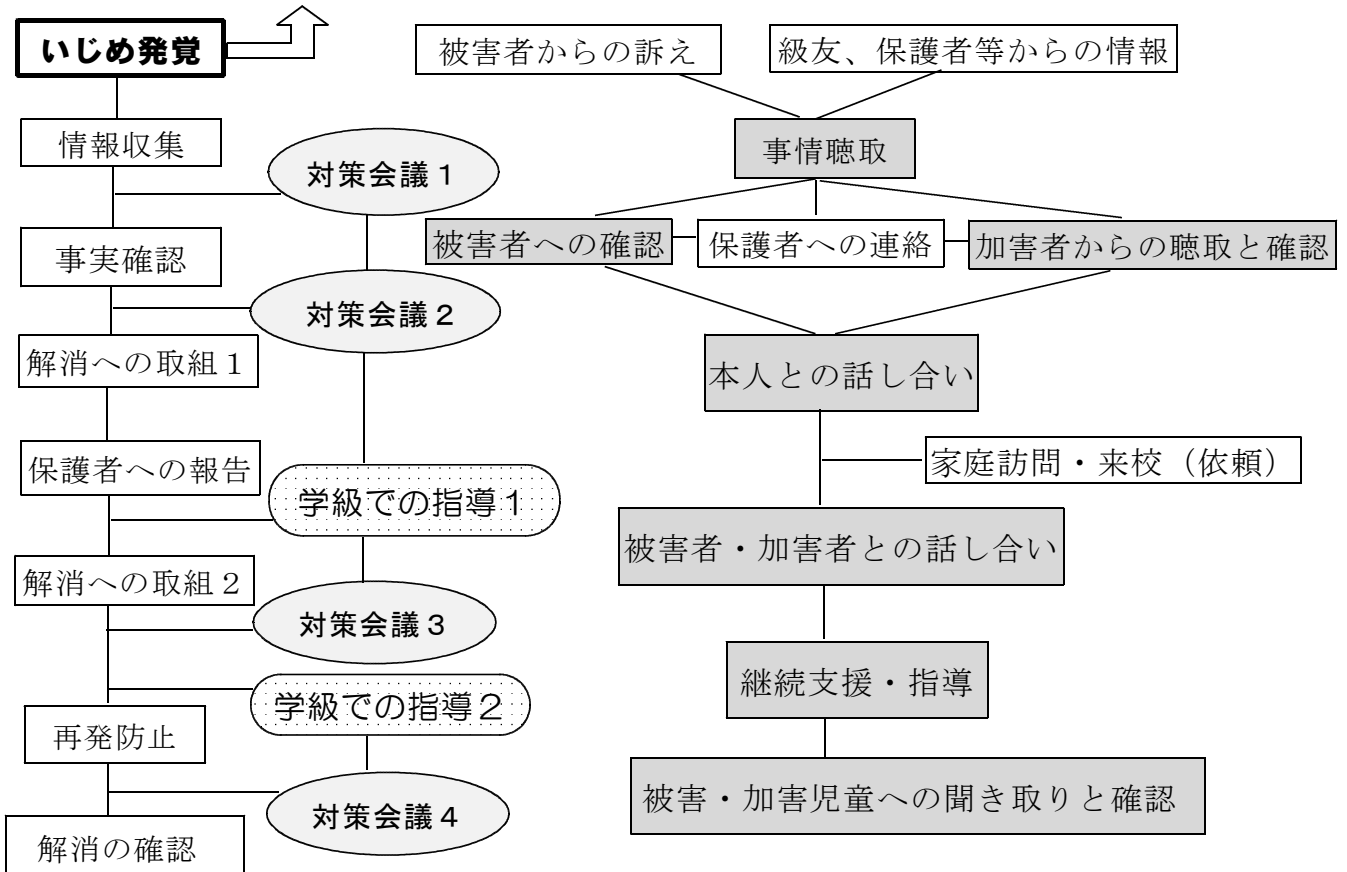 いじめ発覚
情報収集
事実確認
解消への取組１
保護者への報告
解消への取組２
再発防止
解消の確認
対策会議１
対策会議２
学級での指導１
対策会議３
学級での指導２
対策会議４
被害者からの訴え
級友、保護者等からの情報
事情聴取
被害者への確認
保護者への連絡
加害者からの聴取と確認
本人との話し合い
家庭訪問・来校（依頼）
被害者・加害者との話し合い
継続支援・指導
被害・加害児童への聞き取りと確認